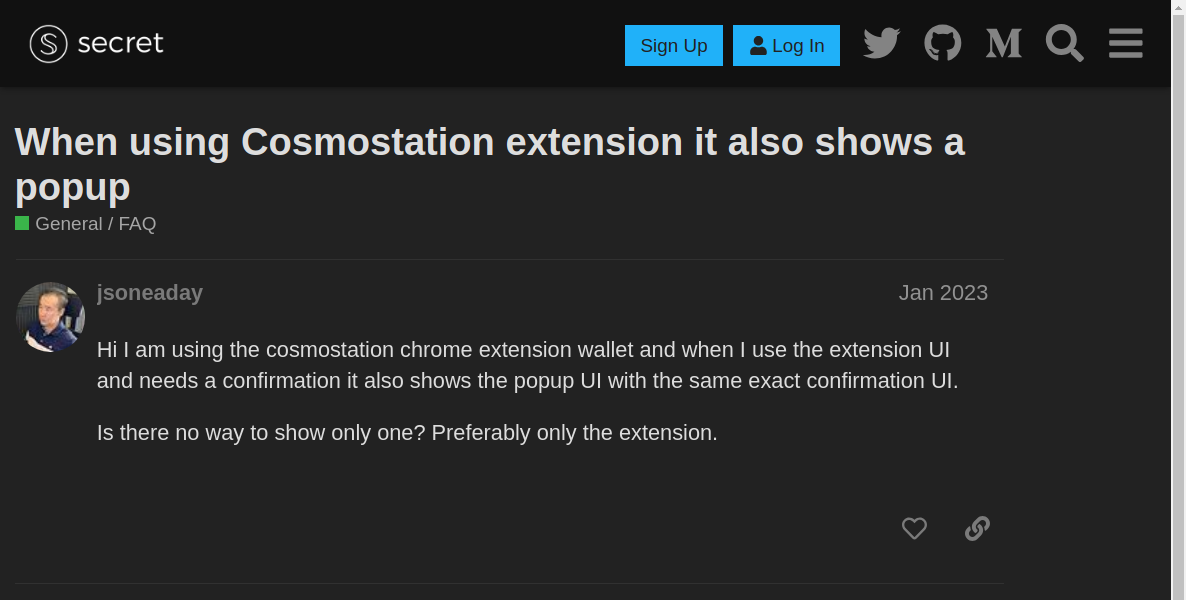 secret
Sign Up
Log In
When using Cosmostation extension it also shows a
popup
General / FAQ
jsoneaday
Jan 2023
Hi I am using the cosmostation chrome extension wallet and when I use the extension UI
and needs a confirmation it also shows the popup UI with the same exact confirmation UI.
Is there no way to show only one? Preferably only the extension.